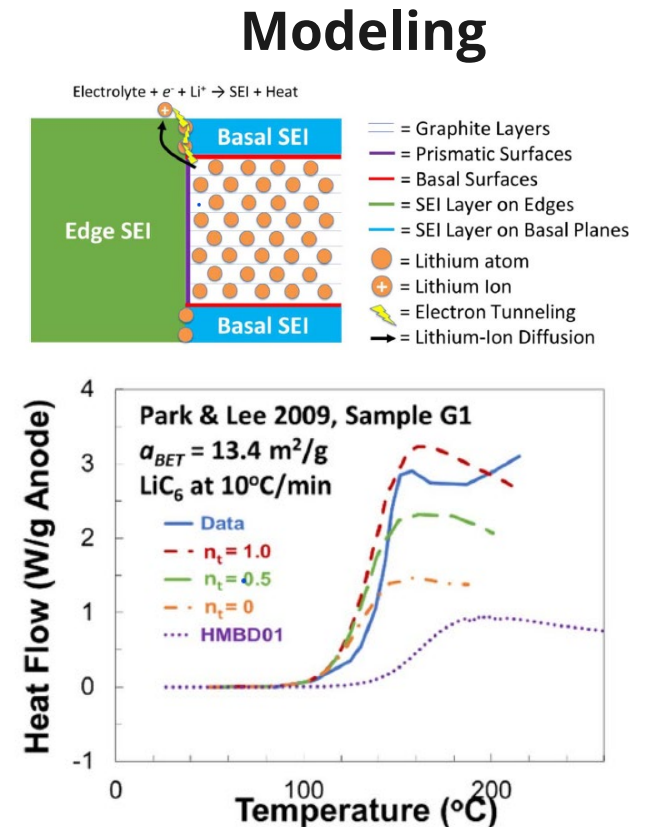 Modeling
Electrolyte + e⁻ + Li⁺ → SEI + Heat
Basal SEI
Edge SEI
Basal SEI
= Graphite Layers
= Prismatic Surfaces
= Basal Surfaces
= SEI Layer on Edges
= SEI Layer on Basal Planes
= Lithium atom
+ = Lithium Ion
= Electron Tunneling
= Lithium-Ion Diffusion
Heat Flow (W/g Anode)
4
3
2
1
0
-1
Park & Lee 2009, Sample G1
a_BET = 13.4 m²/g
LiC₆ at 10°C/min
Data
nₜ = 1.0
nₜ = 0.5
nₜ = 0
HMBD01
0 100 200
Temperature (°C)